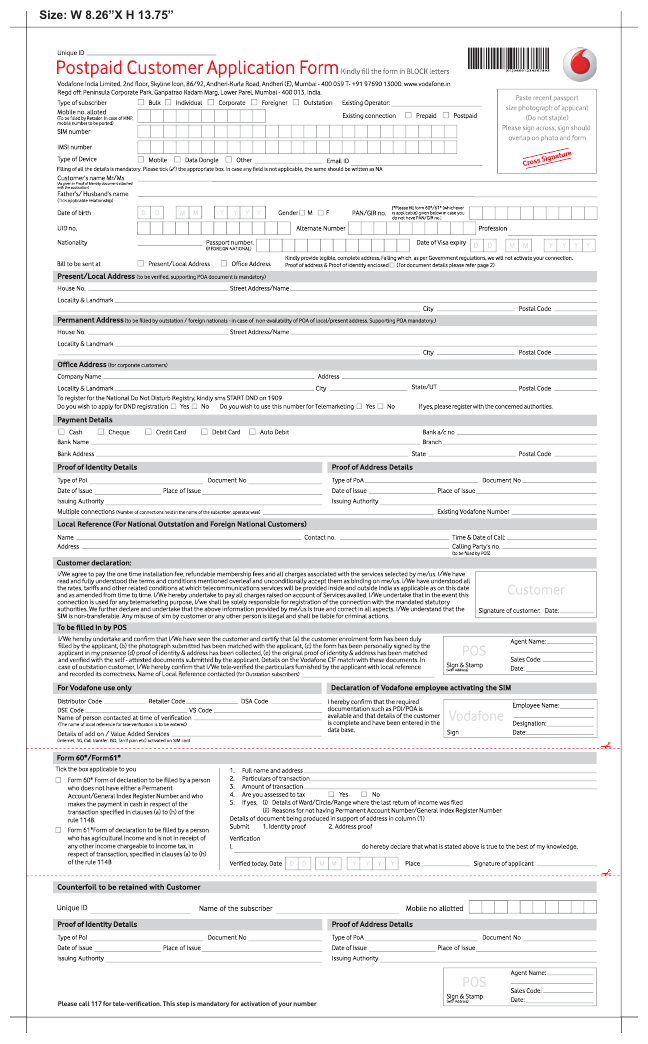 Size: W 8.26"X H 13.75"
Unique ID
Postpaid Customer Application Form Kindly fill the form in BLOCK letters
Vodafone India Limited, 2nd floor, Skyline Icon, 86/92, Andheri-Kurla Road, Andheri (E), Mumbai - 400 059 T- +91 97690 13000. www.vodafone.in
Regd off: Peninsula Corporate Park, Ganpatrao Kadam Marg, Lower Parel, Mumbai - 400 013, India.
Type of subscriber Bulk Individual Corporate Foreigner Outstation Existing Operator:
Mobile no. alloted
(To be filled by Retailer. In case of MNP, mobile number to be ported)
Existing connection Prepaid Postpaid
SIM number
IMSI number
Paste recent passport
size photograph of applicant
(Do not staple)
Please sign across, sign should
overlap on photo and form
Cross Signature
Type of Device Mobile Data Dongle Other Email ID
Filling of all the details is mandatory. Please tick (✓) the appropriate box. In case any field is not applicable, the same should be written as NA
Customer's name Mr/Ms
(As given in Proof of Identity document attached with the application)
Father's/ Husband's name
(Tick applicable relationship)
Date of birth D D M M Y Y Y Y Gender M F PAN/GIR no. (*Please fill form 60*/61* (whichever is applicable) given below in case you do not have PAN/GIR no.)
UID no. Alternate Number Profession
Nationality Passport number. (IF FOREIGN NATIONAL) Date of Visa expiry D D M M Y Y Y Y
Bill to be sent at Present/Local Address Office Address
Kindly provide legible, complete address. Failing which, as per Government regulations, we will not activate your connection.
Proof of address & Proof of identity enclosed (For document details please refer page 2)
Present/Local Address (to be verified, supporting POA document is mandatory)
House No. Street Address/Name
Locality & Landmark
City Postal Code
Permanent Address (to be filled by outstation / foreign nationals - in case of non availability of POA of local/present address. Supporting POA mandatory.)
House No. Street Address/Name
Locality & Landmark
City Postal Code
Office Address (for corporate customers)
Company Name Address
Locality & Landmark City State/UT Postal Code
To register for the National Do Not Disturb Registry, kindly sms START DND on 1909
Do you wish to apply for DND registration Yes No Do you wish to use this number for Telemarketing Yes No If yes, please register with the concerned authorities.
Payment Details
Cash Cheque Credit Card Debit Card Auto Debit Bank a/c no
Bank Name Branch
Bank Address State Postal Code
Proof of Identity Details Proof of Address Details
Type of PoI Document No Type of PoA Document No
Date of Issue Place of Issue Date of Issue Place of Issue
Issuing Authority Issuing Authority
Multiple connections (Number of connections held in the name of the subscriber, operator wise) Existing Vodafone Number
Local Reference (For National Outstation and Foreign National Customers)
Name Contact no. Time & Date of Call:
Address Calling Party's no.
(to be filled by POS)
Customer declaration:
I/We agree to pay the one time installation fee, refundable membership fees and all charges associated with the services selected by me/us. I/We have
read and fully understood the terms and conditions mentioned overleaf and unconditionally accept them as binding on me/us. I/We have understood all
the rates, tariffs and other related conditions at which telecommunications services will be provided inside and outside India as applicable as on this date
and as amended from time to time. I/We hereby undertake to pay all charges raised on account of Services availed. I/We undertake that in the event this
connection is used for any telemarketing purpose, I/we shall be solely responsible for registration of the connection with the mandated statutory
authorities. We further declare and undertake that the above information provided by me/us is true and correct in all aspects. I/We understand that the
SIM is non-transferable. Any misuse of sim by customer or any other person is illegal and shall be liable for criminal actions.
Customer
Signature of customer: Date:
To be filled in by POS
I/We hereby undertake and confirm that I/We have seen the customer and certify that (a) the customer enrolment form has been duly
filled by the applicant, (b) the photograph submitted has been matched with the applicant, (c) the form has been personally signed by the
applicant in my presence (d) proof of identity & address has been collected, (e) the original proof of identity & address has been matched
and verified with the self - attested documents submitted by the applicant. Details on the Vodafone CIF match with these documents. In
case of outstation customer, I/We hereby confirm that I/We tele-verified the particulars furnished by the applicant with local reference
and recorded its correctness. Name of Local Reference contacted (for Outstation subscribers)
POS
Sign & Stamp
(with Address)
Agent Name:
Sales Code:
Date:
For Vodafone use only Declaration of Vodafone employee activating the SIM
Distributor Code Retailer Code DSA Code
DSE Code VS Code
Name of person contacted at time of verification
(The name of local reference for tele-verification is to be entered)
Details of add on / Value Added Services
(Internet, ISD, Call transfer, ISD, Tariff plan etc) activated on SIM card
I hereby confirm that the required
documentation such as POI/POA is
available and that details of the customer
is complete and have been entered in the
data base.
Vodafone
Sign
Employee Name:
Designation:
Date:
Form 60*/Form61*
Tick the box applicable to you
Form 60* Form of declaration to be filled by a person
who does not have either a Permanent
Account/General Index Register Number and who
makes the payment in cash in respect of the
transaction specified in clauses (a) to (h) of the
rule 114B.
Form 61*Form of declaration to be filled by a person
who has agricultural income and is not in receipt of
any other income chargeable to income tax, in
respect of transaction, specified in clauses (a) to (h)
of the rule 114B
1. Full name and address
2. Particulars of transaction
3. Amount of transaction
4. Are you assessed to tax Yes No
5. If yes, (i) Details of Ward/Circle/Range where the last return of income was filed
(ii) Reasons for not having Permanent Account Number/General Index Register Number
Details of document being produced in support of address in column (1)
Submit 1. Identity proof 2. Address proof
Verification
I, do hereby declare that what is stated above is true to the best of my knowledge.
Verified today, Date D D M M Y Y Y Y Place Signature of applicant
Counterfoil to be retained with Customer
Unique ID Name of the subscriber Mobile no allotted
Proof of Identity Details Proof of Address Details
Type of PoI Document No Type of PoA Document No
Date of Issue Place of Issue Date of Issue Place of Issue
Issuing Authority Issuing Authority
POS
Sign & Stamp
(with Address)
Agent Name:
Sales Code:
Date:
Please call 117 for tele-verification. This step is mandatory for activation of your number